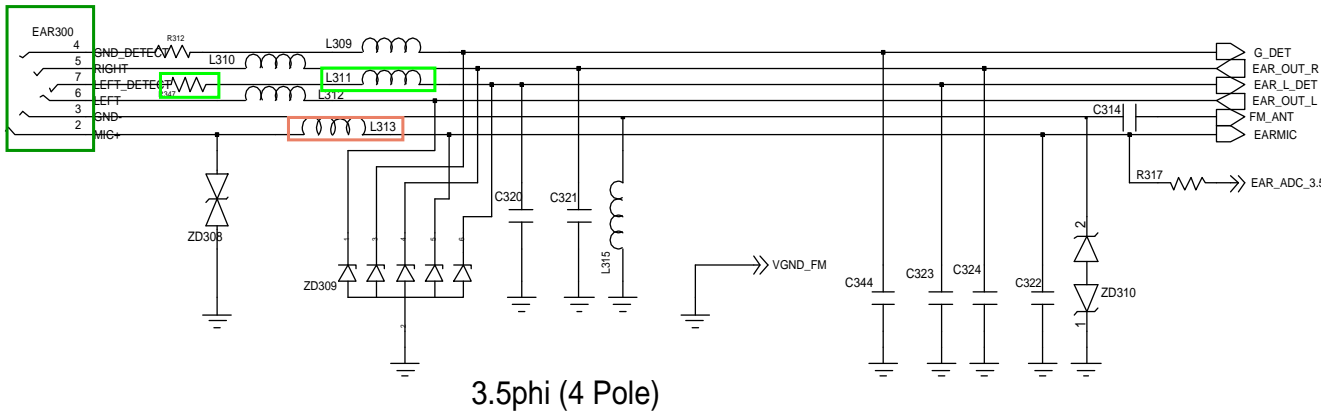 EAR300
4 GND_DETECT R312 L309 G_DET
5 RIGHT L310 EAR_OUT_R
7 LEFT_DETECT L311 EAR_L_DET
6 LEFT L312 EAR_OUT_L
3 GND- C314 FM_ANT
2 MIC+ L313 EARMIC
R317 EAR_ADC_3.5
ZD308
C320 C321
L315
1 3 4 5 6
ZD309
2
VGND_FM
C344 C323 C324 C322
2
ZD310
1
3.5phi (4 Pole)